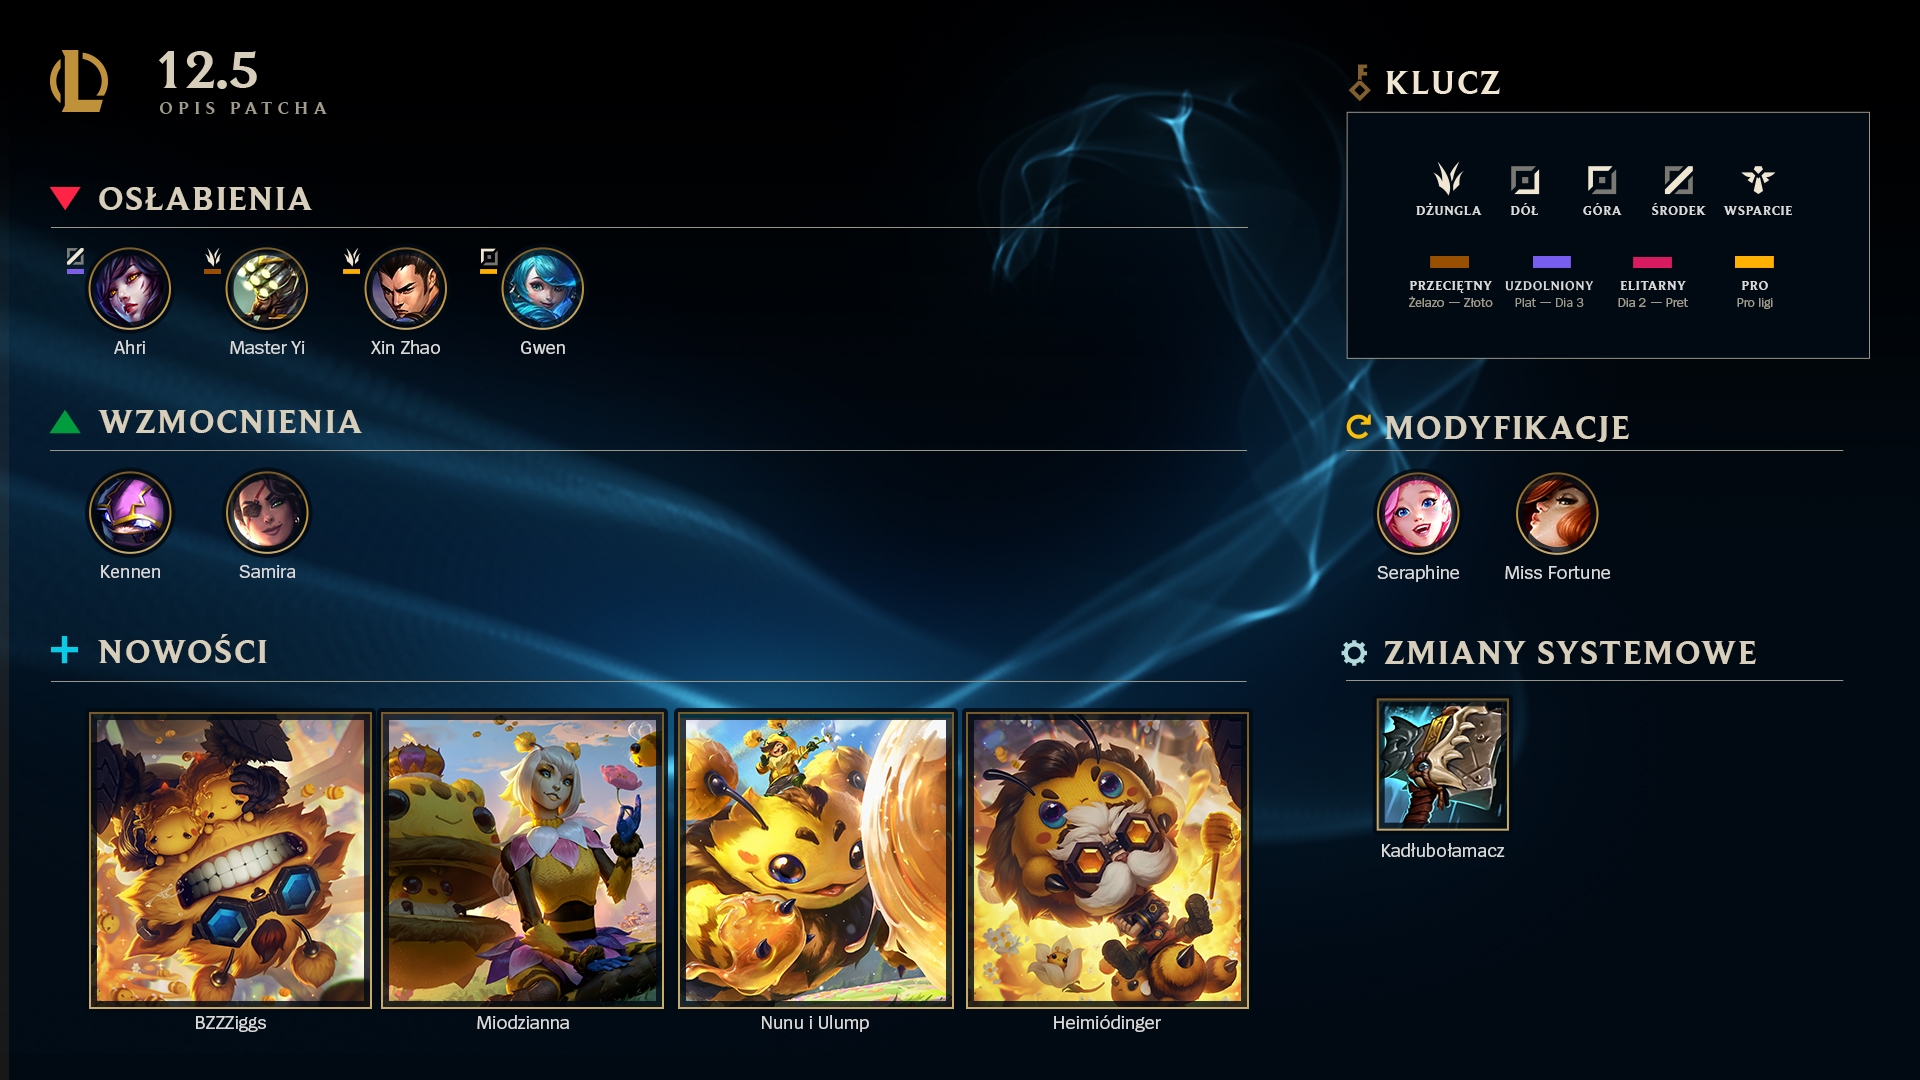 12.5
OPIS PATCHA
OSŁABIENIA
Ahri
Master Yi
Xin Zhao
Gwen
WZMOCNIENIA
Kennen
Samira
NOWOŚCI
BZZZiggs
Miodzianna
Nunu i Ulump
Heimiódinger
KLUCZ
DŻUNGLA
DÓŁ
GÓRA
ŚRODEK
WSPARCIE
PRZECIĘTNY
Żelazo — Złoto
UZDOLNIONY
Plat — Dia 3
ELITARNY
Dia 2 — Pret
PRO
Pro ligi
MODYFIKACJE
Seraphine
Miss Fortune
ZMIANY SYSTEMOWE
Kadłubołamacz